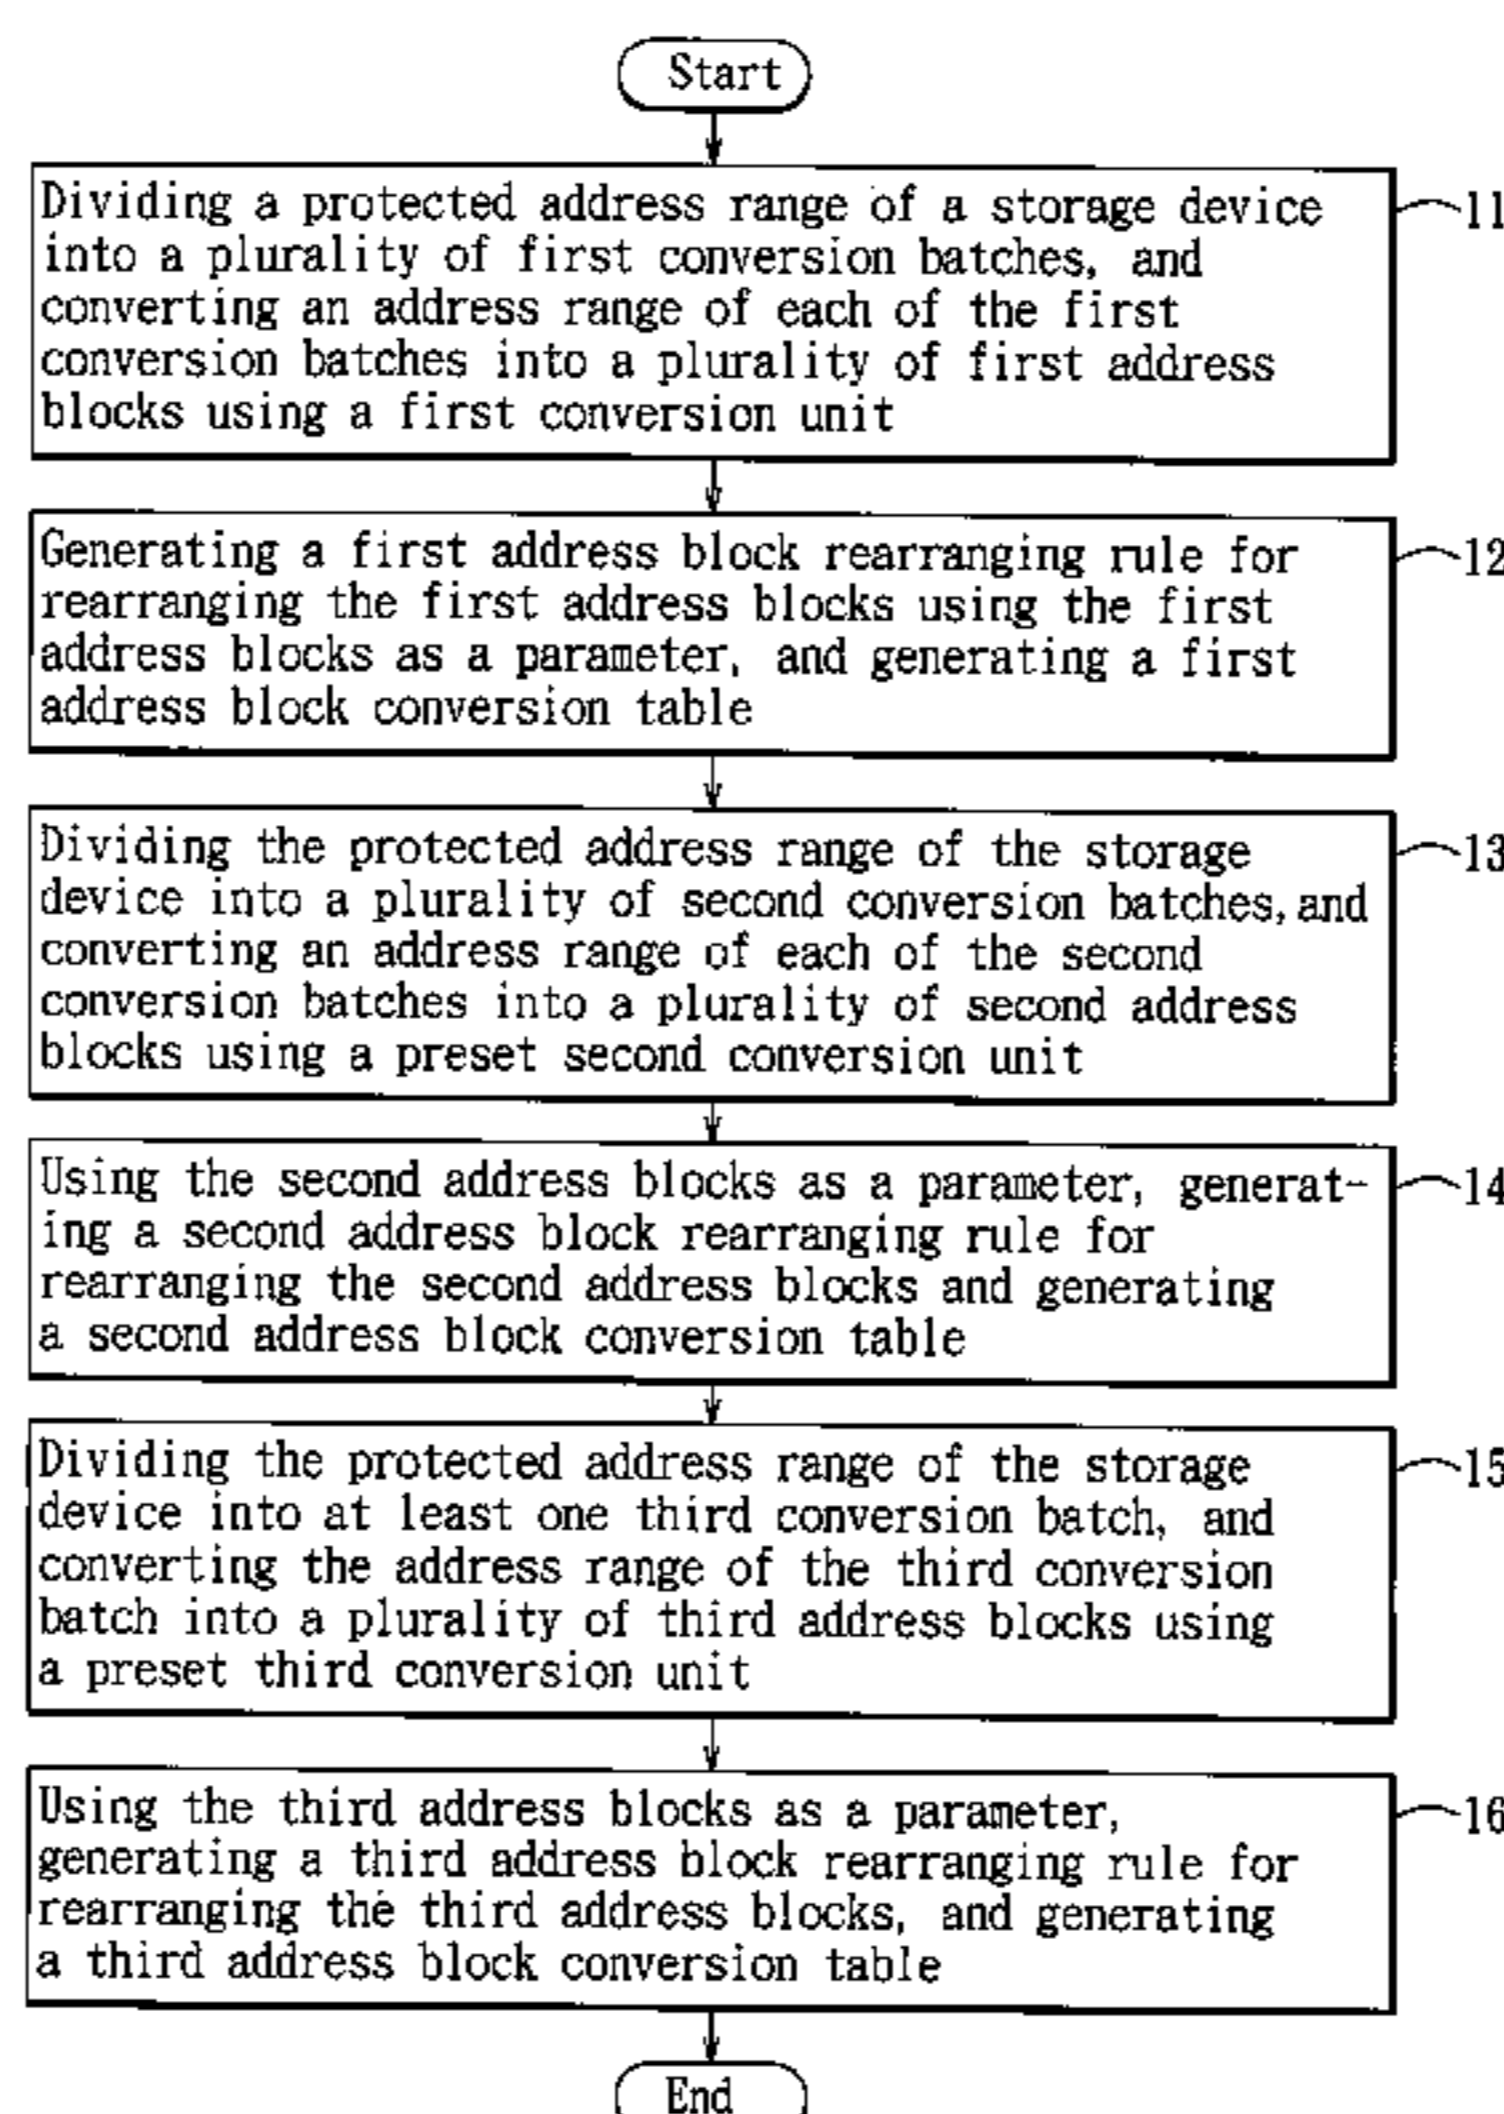 Start
Dividing a protected address range of a storage device
into a plurality of first conversion batches, and
converting an address range of each of the first
conversion batches into a plurality of first address
blocks using a first conversion unit
11
Generating a first address block rearranging rule for
rearranging the first address blocks using the first
address blocks as a parameter, and generating a first
address block conversion table
12
Dividing the protected address range of the storage
device into a plurality of second conversion batches, and
converting an address range of each of the second
conversion batches into a plurality of second address
blocks using a preset second conversion unit
13
Using the second address blocks as a parameter, generat-
ing a second address block rearranging rule for
rearranging the second address blocks and generating
a second address block conversion table
14
Dividing the protected address range of the storage
device into at least one third conversion batch, and
converting the address range of the third conversion
batch into a plurality of third address blocks using
a preset third conversion unit
15
Using the third address blocks as a parameter,
generating a third address block rearranging rule for
rearranging the third address blocks, and generating
a third address block conversion table
16
End